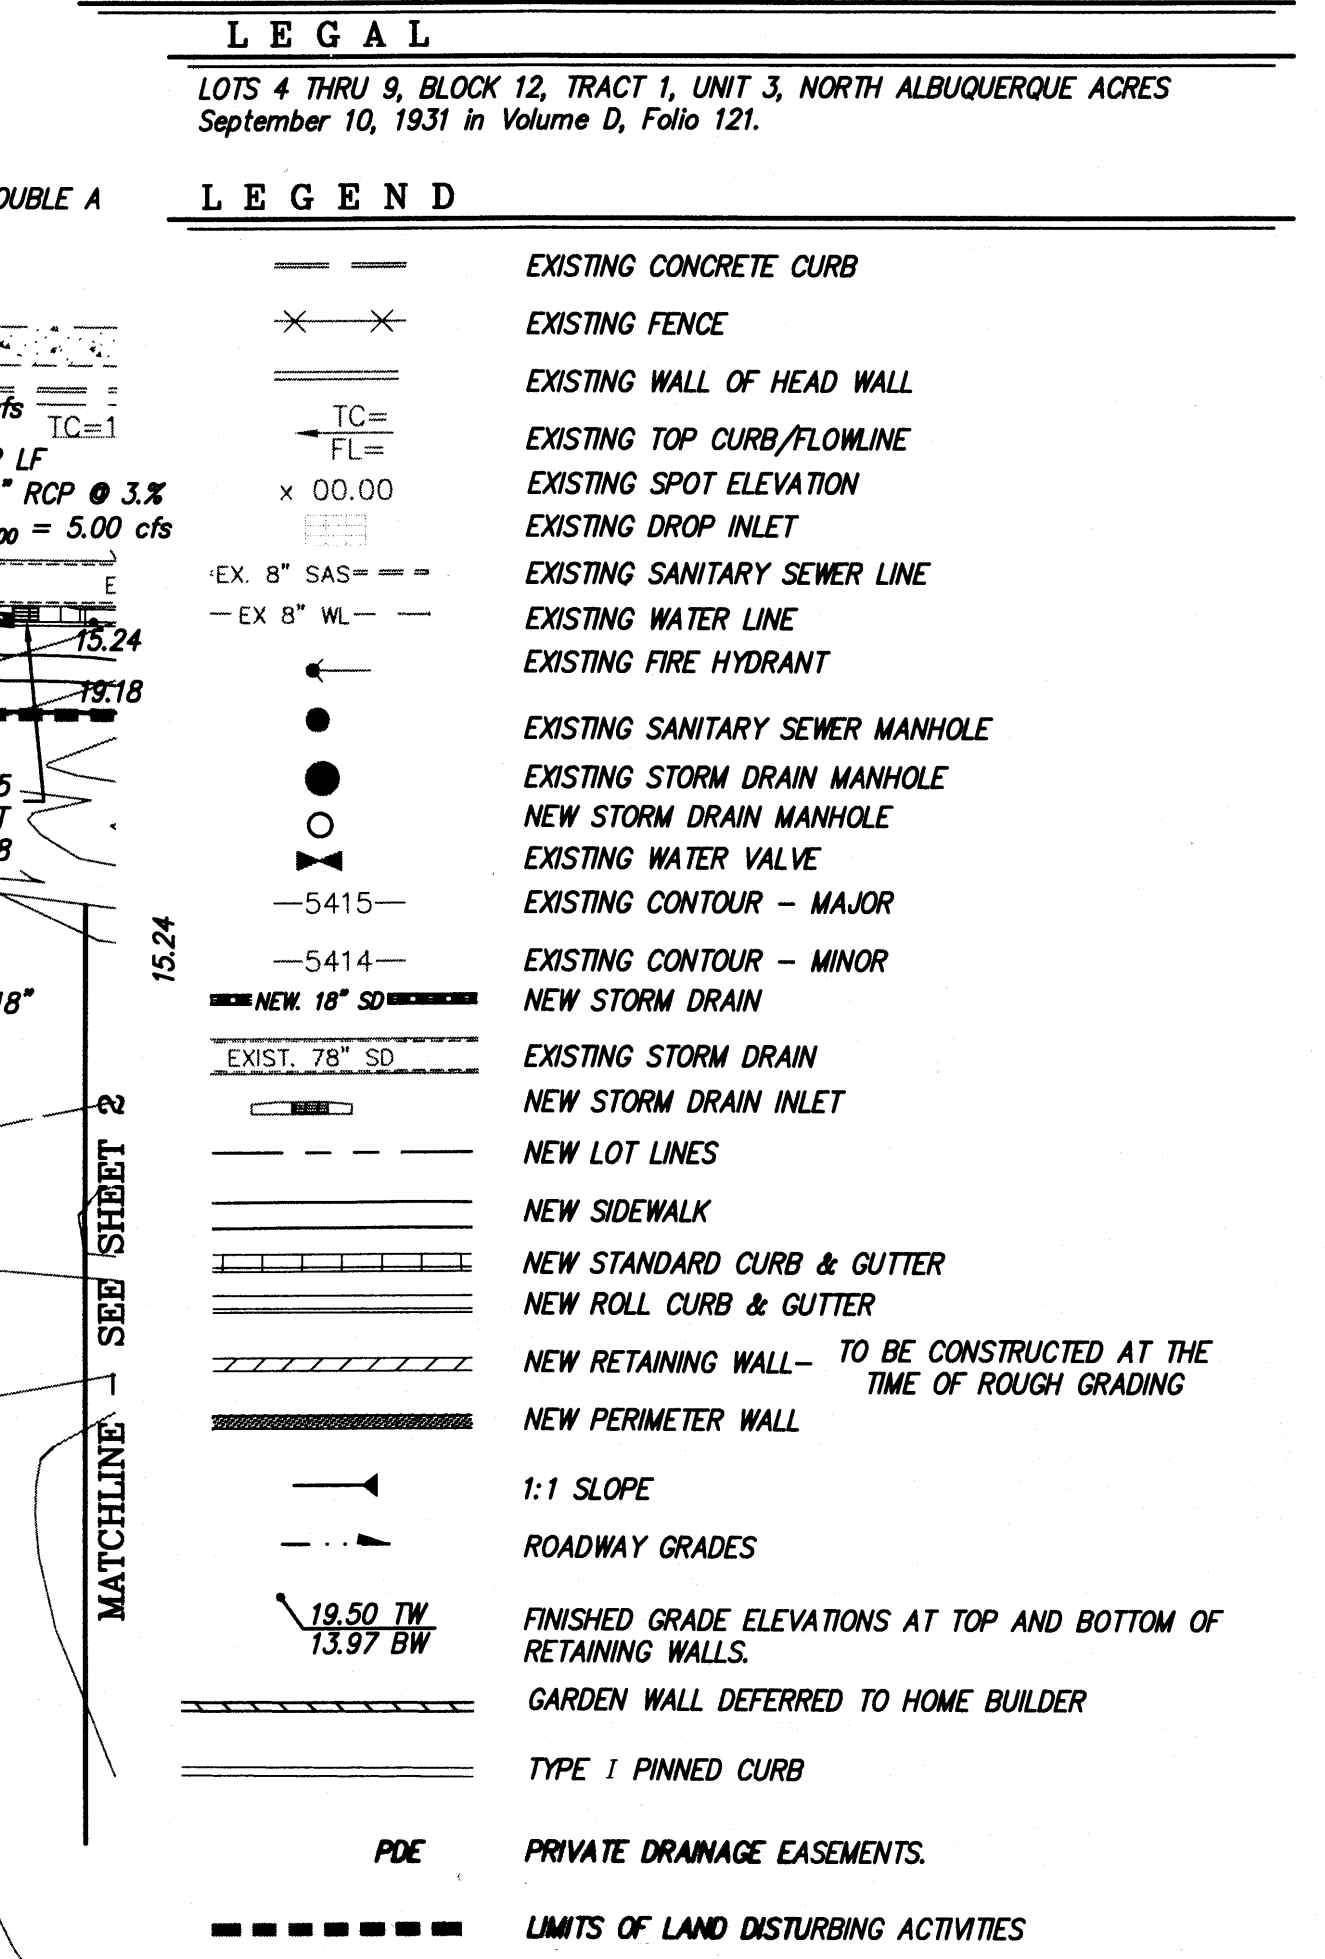 LEGAL
LOTS 4 THRU 9, BLOCK 12, TRACT 1, UNIT 3, NORTH ALBUQUERQUE ACRES
September 10, 1931 in Volume D, Folio 121.
A
LEGEND
EXISTING CONCRETE CURB
EXISTING FENCE
EXISTING WALL OF HEAD WALL
TC=
FL=
EXISTING TOP CURB/FLOWLINE
x 00.00
EXISTING SPOT ELEVATION
EXISTING DROP INLET
EX. 8" SAS
EXISTING SANITARY SEWER LINE
EX 8" WL
EXISTING WATER LINE
EXISTING FIRE HYDRANT
EXISTING SANITARY SEWER MANHOLE
EXISTING STORM DRAIN MANHOLE
NEW STORM DRAIN MANHOLE
EXISTING WATER VALVE
—5415—
EXISTING CONTOUR - MAJOR
—5414—
EXISTING CONTOUR - MINOR
NEW. 18" SD
NEW STORM DRAIN
EXIST. 78" SD
EXISTING STORM DRAIN
NEW STORM DRAIN INLET
NEW LOT LINES
NEW SIDEWALK
NEW STANDARD CURB & GUTTER
NEW ROLL CURB & GUTTER
NEW RETAINING WALL- TO BE CONSTRUCTED AT THE
TIME OF ROUGH GRADING
NEW PERIMETER WALL
1:1 SLOPE
ROADWAY GRADES
19.50 TW
13.97 BW
FINISHED GRADE ELEVATIONS AT TOP AND BOTTOM OF
RETAINING WALLS.
GARDEN WALL DEFERRED TO HOME BUILDER
TYPE I PINNED CURB
PDE
PRIVATE DRAINAGE EASEMENTS.
LIMITS OF LAND DISTURBING ACTIVITIES
TC=1
LF
" RCP @ 3.%
= 5.00 cfs
E
15.24
19.18
15.24
18"
MATCHLINE - SEE SHEET 2